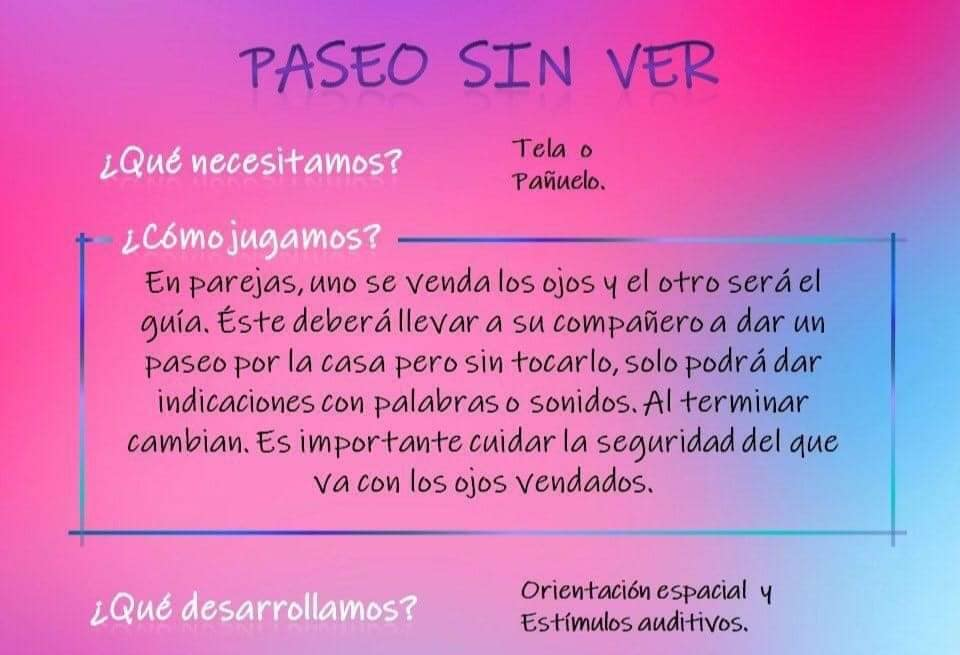 PASEO SIN VER
¿Qué necesitamos?
Tela o
Pañuelo.
¿Cómo jugamos?
En parejas, uno se venda los ojos y el otro será el
guía. Éste deberá llevar a su compañero a dar un
paseo por la casa pero sin tocarlo, solo podrá dar
indicaciones con palabras o sonidos. Al terminar
cambian. Es importante cuidar la seguridad del que
va con los ojos vendados.
¿Qué desarrollamos?
Orientación espacial y
Estímulos auditivos.